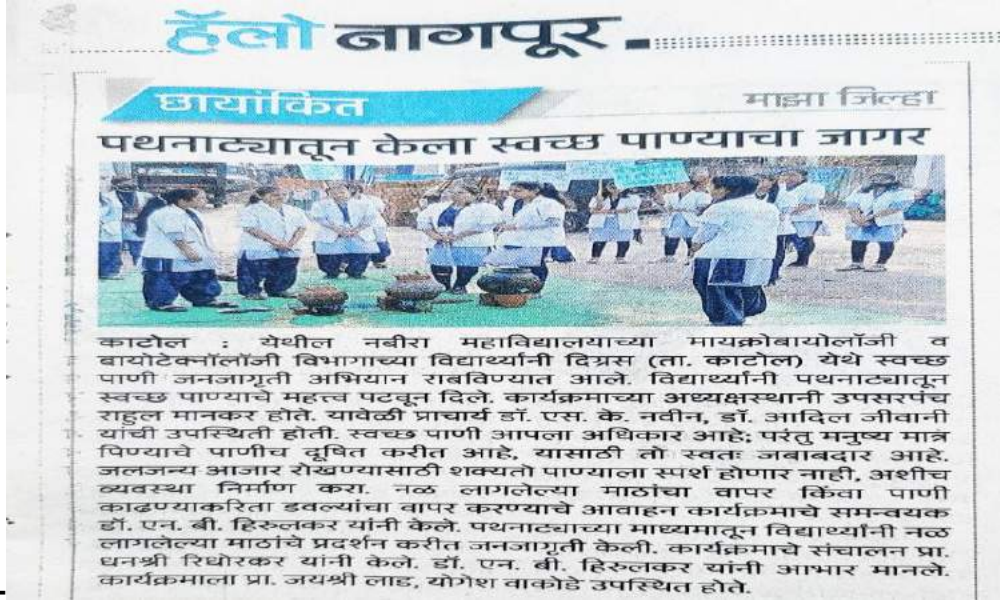 हॅलो नागपूर
छायांकित
माझा जिल्हा
पथनाट्यातून केला स्वच्छ पाण्याचा जागर
काटोल : येथील नबीरा महाविद्यालयाच्या मायक्रोबायोलॉजी व
बायोटेक्नॉलॉजी विभागाच्या विद्यार्थ्यांनी दिग्रस (ता. काटोल) येथे स्वच्छ
पाणी जनजागृती अभियान राबविण्यात आले. विद्यार्थ्यांनी पथनाट्यातून
स्वच्छ पाण्याचे महत्त्व पटवून दिले. कार्यक्रमाच्या अध्यक्षस्थानी उपसरपंच
राहुल मानकर होते. यावेळी प्राचार्य डॉ. एस. के. नवीन, डॉ. आदिल जीवानी
यांची उपस्थिती होती. स्वच्छ पाणी आपला अधिकार आहे; परंतु मनुष्य मात्र
पिण्याचे पाणीच दूषित करीत आहे, यासाठी तो स्वतः जबाबदार आहे.
जलजन्य आजार रोखण्यासाठी शक्यतो पाण्याला स्पर्श होणार नाही, अशीच
व्यवस्था निर्माण करा. नळ लागलेल्या माठांचा वापर किंवा पाणी
काढण्याकरिता डवल्यांचा वापर करण्याचे आवाहन कार्यक्रमाचे समन्वयक
डॉ. एन. बी. हिरुलकर यांनी केले. पथनाट्याच्या माध्यमातून विद्यार्थ्यांनी नळ
लागलेल्या माठांचे प्रदर्शन करीत जनजागृती केली. कार्यक्रमाचे संचालन प्रा.
धनश्री रिधोरकर यांनी केले. डॉ. एन. बी. हिरुलकर यांनी आभार मानले.
कार्यक्रमाला प्रा. जयश्री लाड, योगेश वाकोडे उपस्थित होते.